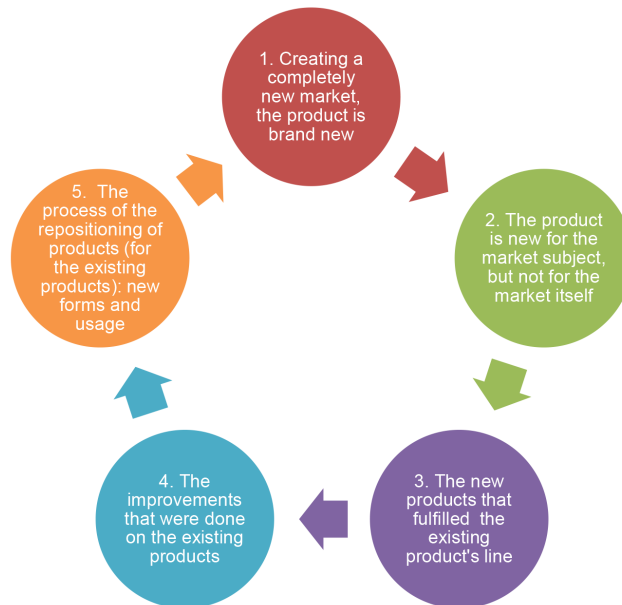 1. Creating a
completely
new market,
the product is
brand new
2. The product
is new for the
market subject,
but not for the
market itself
3. The new
products that
fulfilled  the
existing
product's line
4. The
improvements
that were done
on the existing
products
5.  The
process of the
repositioning of
products (for
the existing
products): new
forms and
usage